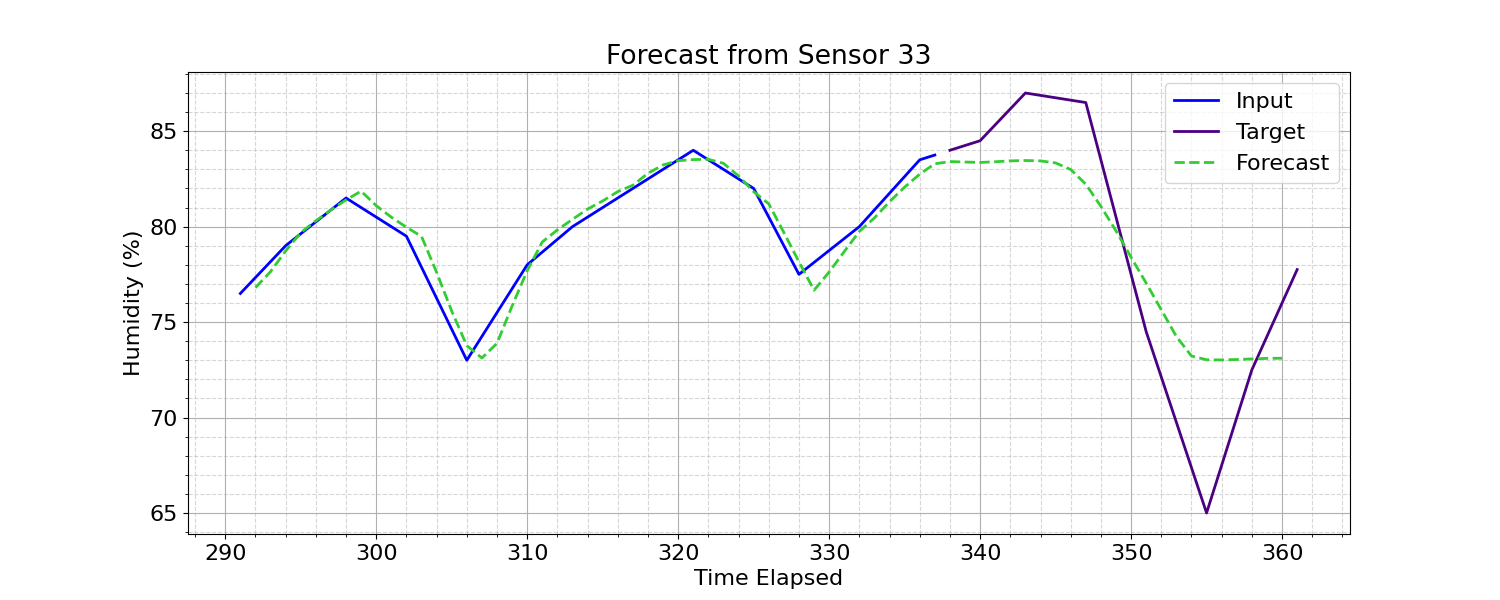 Forecast from Sensor 33
Humidity (%)
85
80
75
70
65
Input
Target
Forecast
290 300 310 320 330 340 350 360
Time Elapsed